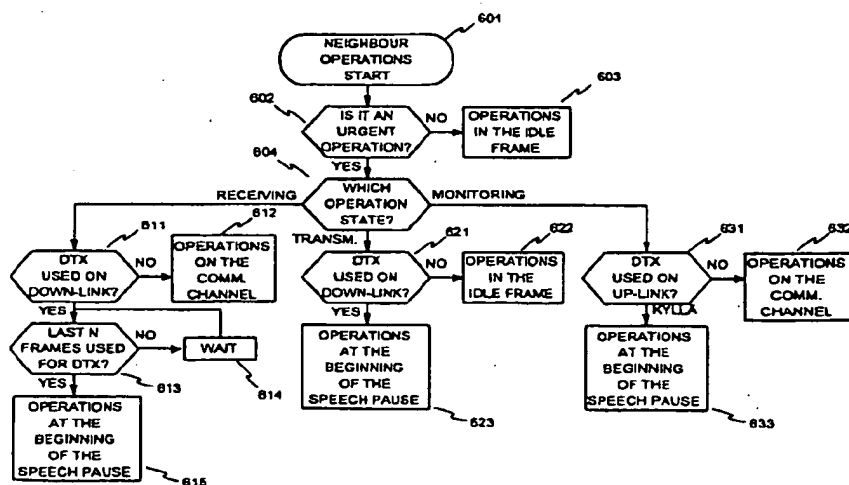 601
NEIGHBOUR
OPERATIONS
START
602
IS IT AN
URGENT
OPERATION?
NO
603
OPERATIONS
IN THE IDLE
FRAME
YES
604
WHICH
OPERATION
STATE?
RECEIVING
TRANSM.
MONITORING
611
DTX
USED ON
DOWN-LINK?
NO
612
OPERATIONS
ON THE
COMM.
CHANNEL
YES
LAST N
FRAMES USED
FOR DTX?
613
NO
WAIT
614
YES
OPERATIONS
AT THE
BEGINNING
OF THE
SPEECH PAUSE
615
621
DTX
USED ON
DOWN-LINK?
NO
622
OPERATIONS
IN THE
IDLE FRAME
YES
OPERATIONS
AT THE
BEGINNING
OF THE
SPEECH PAUSE
623
631
DTX
USED ON
UP-LINK?
NO
632
OPERATIONS
ON THE
COMM.
CHANNEL
KYLLA
OPERATIONS
AT THE
BEGINNING
OF THE
SPEECH PAUSE
633